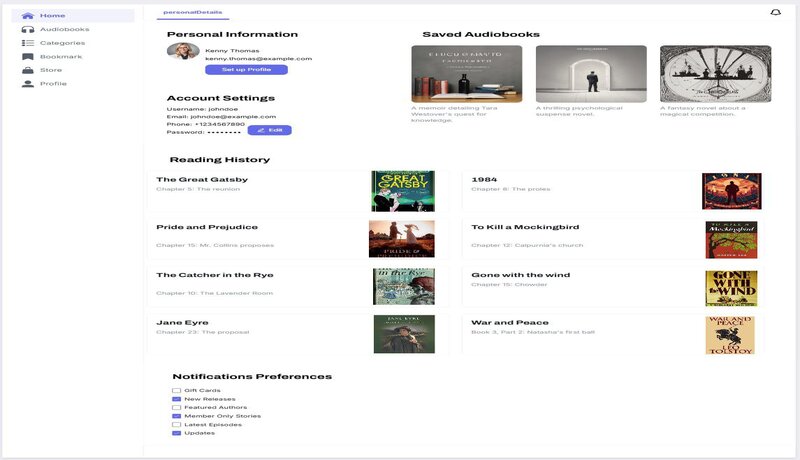 Home
Audiobooks
Categories
Bookmark
Store
Profile
personalDetails
Personal Information
Kenny Thomas
kenny.thomas@example.com
Set up Profile
Account Settings
Username: johndoe
Email: johndoe@example.com
Phone: +1234567890
Password: ••••••••
Edit
Saved Audiobooks
A memoir detailing Tara
Westover's quest for
knowledge.
A thrilling psychological
suspense novel.
A fantasy novel about a
magical competition.
Reading History
The Great Gatsby
Chapter 5: The reunion
GREAT
GATSBY
1984
Chapter 8: The proles
Pride and Prejudice
Chapter 15: Mr. Collins proposes
PRIDE
To Kill a Mockingbird
Chapter 12: Calpurnia's church
TO KILL A
Mockingbird
HARPER LEE
The Catcher in the Rye
Chapter 10: The Lavender Room
in the Rye
Gone with the wind
Chapter 15: Chowder
GONE
WITH
the WIND
Jane Eyre
Chapter 23: The proposal
JANE EYRE
War and Peace
Book 3, Part 2: Natasha's first ball
WAR AND
PEACE
LEO
TOLSTOY
Notifications Preferences
Gift Cards
New Releases
Featured Authors
Member Only Stories
Latest Episodes
Updates